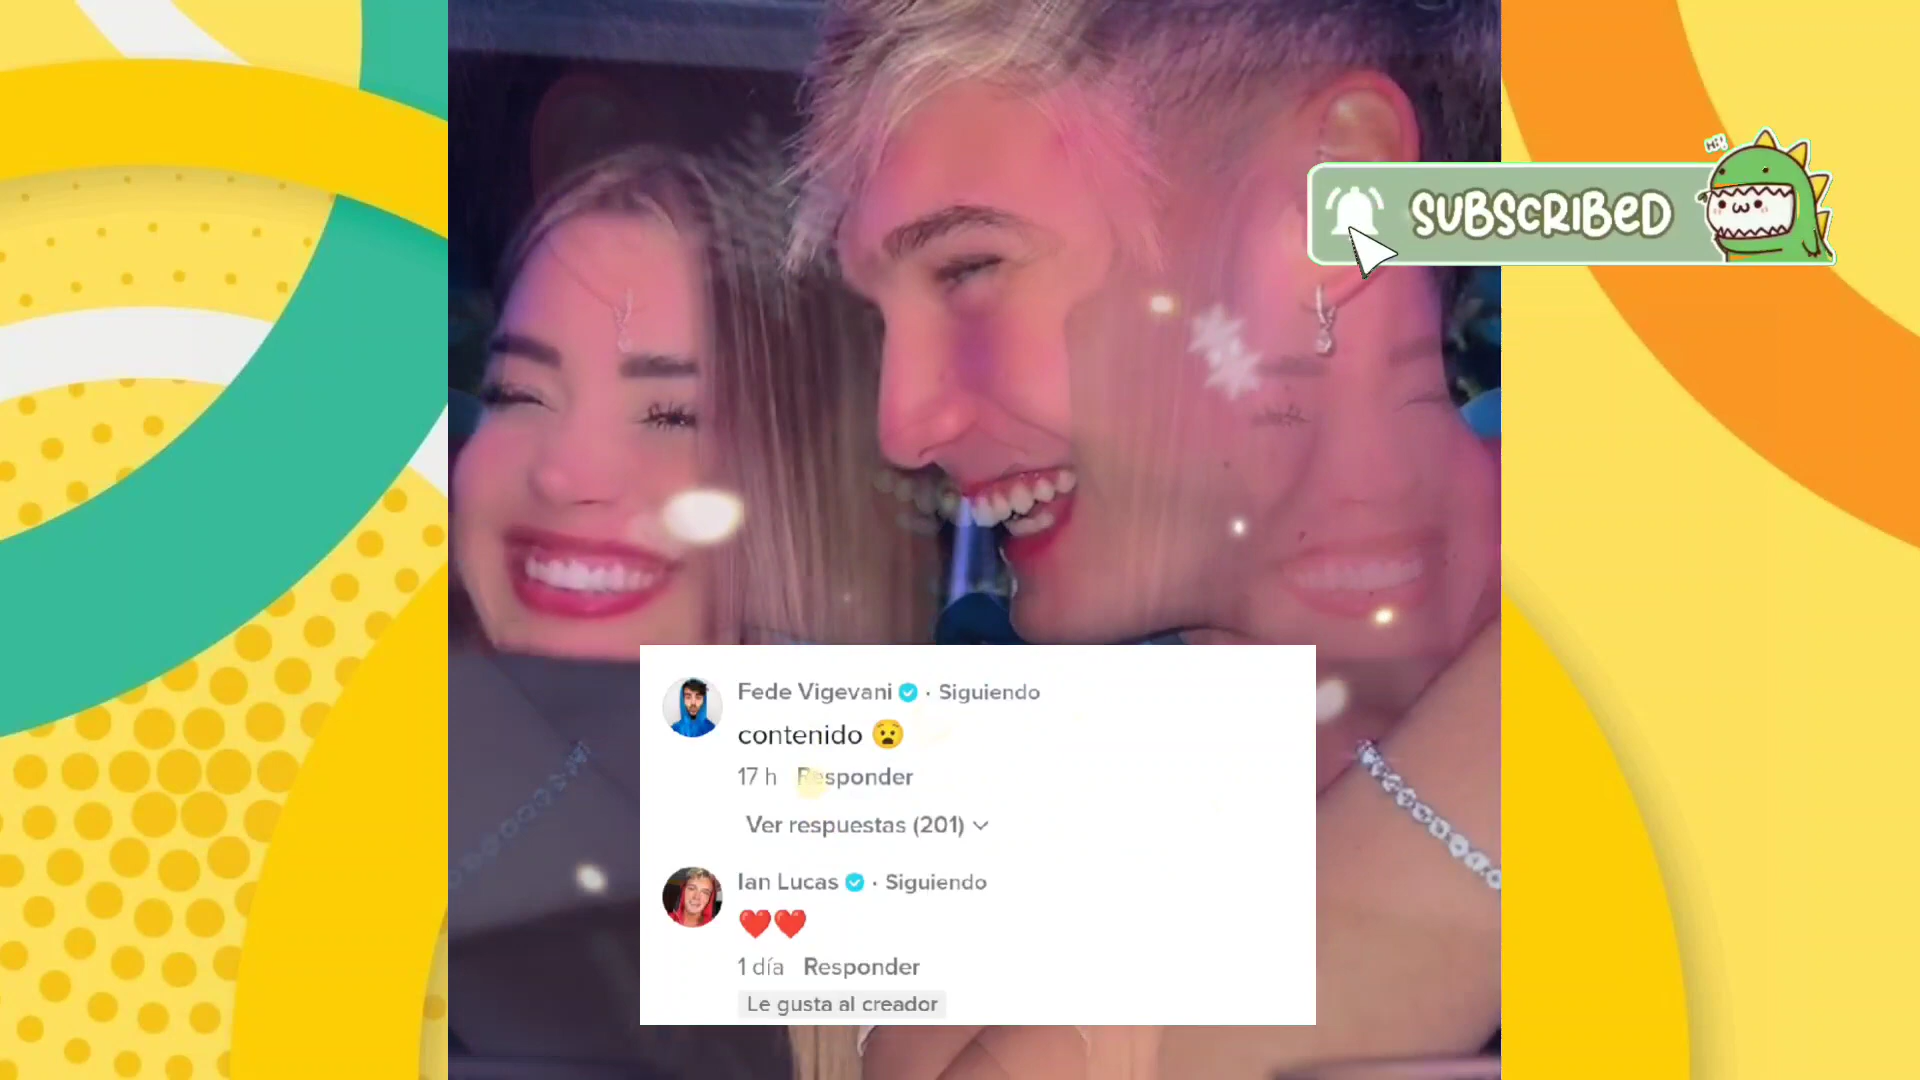 Hi!
SUBSCRIBED
Fede Vigevani · Siguiendo
contenido 😧
17 h Responder
Ver respuestas (201)
Ian Lucas · Siguiendo
❤️❤️
1 día Responder
Le gusta al creador